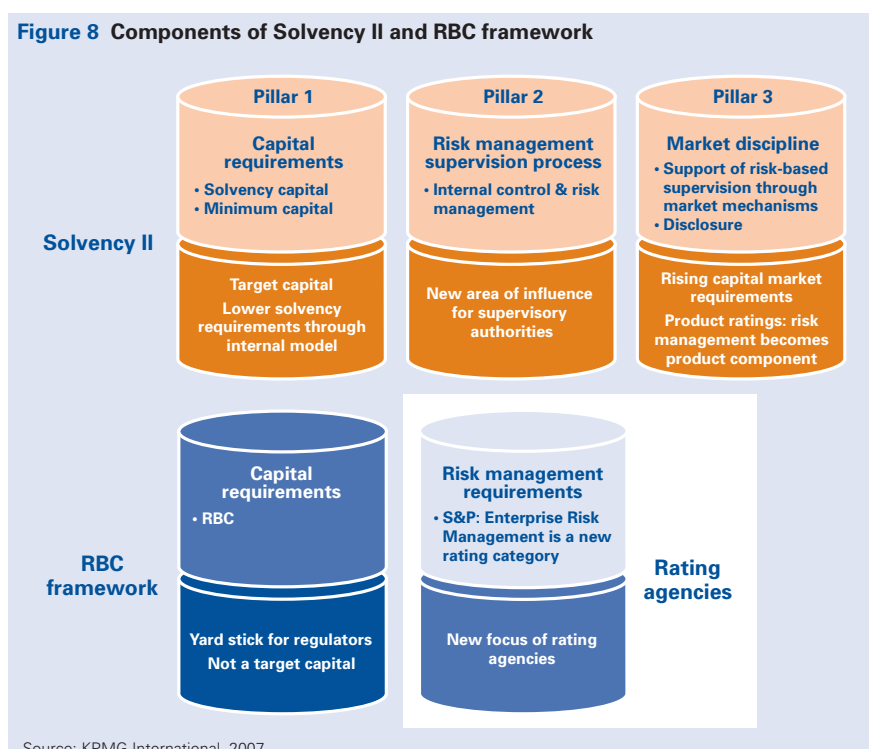 Figure 8 Components of Solvency II and RBC framework
Pillar 1
Capital
requirements
• Solvency capital
• Minimum capital
Target capital
Lower solvency
requirements through
internal model
Pillar 2
Risk management
supervision process
• Internal control & risk
management
New area of influence
for supervisory
authorities
Pillar 3
Market discipline
• Support of risk-based
supervision through
market mechanisms
• Disclosure
Rising capital market
requirements
Product ratings: risk
management becomes
product component
Solvency II
Capital
requirements
• RBC
Yard stick for regulators
Not a target capital
Risk management
requirements
• S&P: Enterprise Risk
Management is a new
rating category
New focus of rating
agencies
RBC
framework
Rating
agencies
Source: KPMG International, 2007